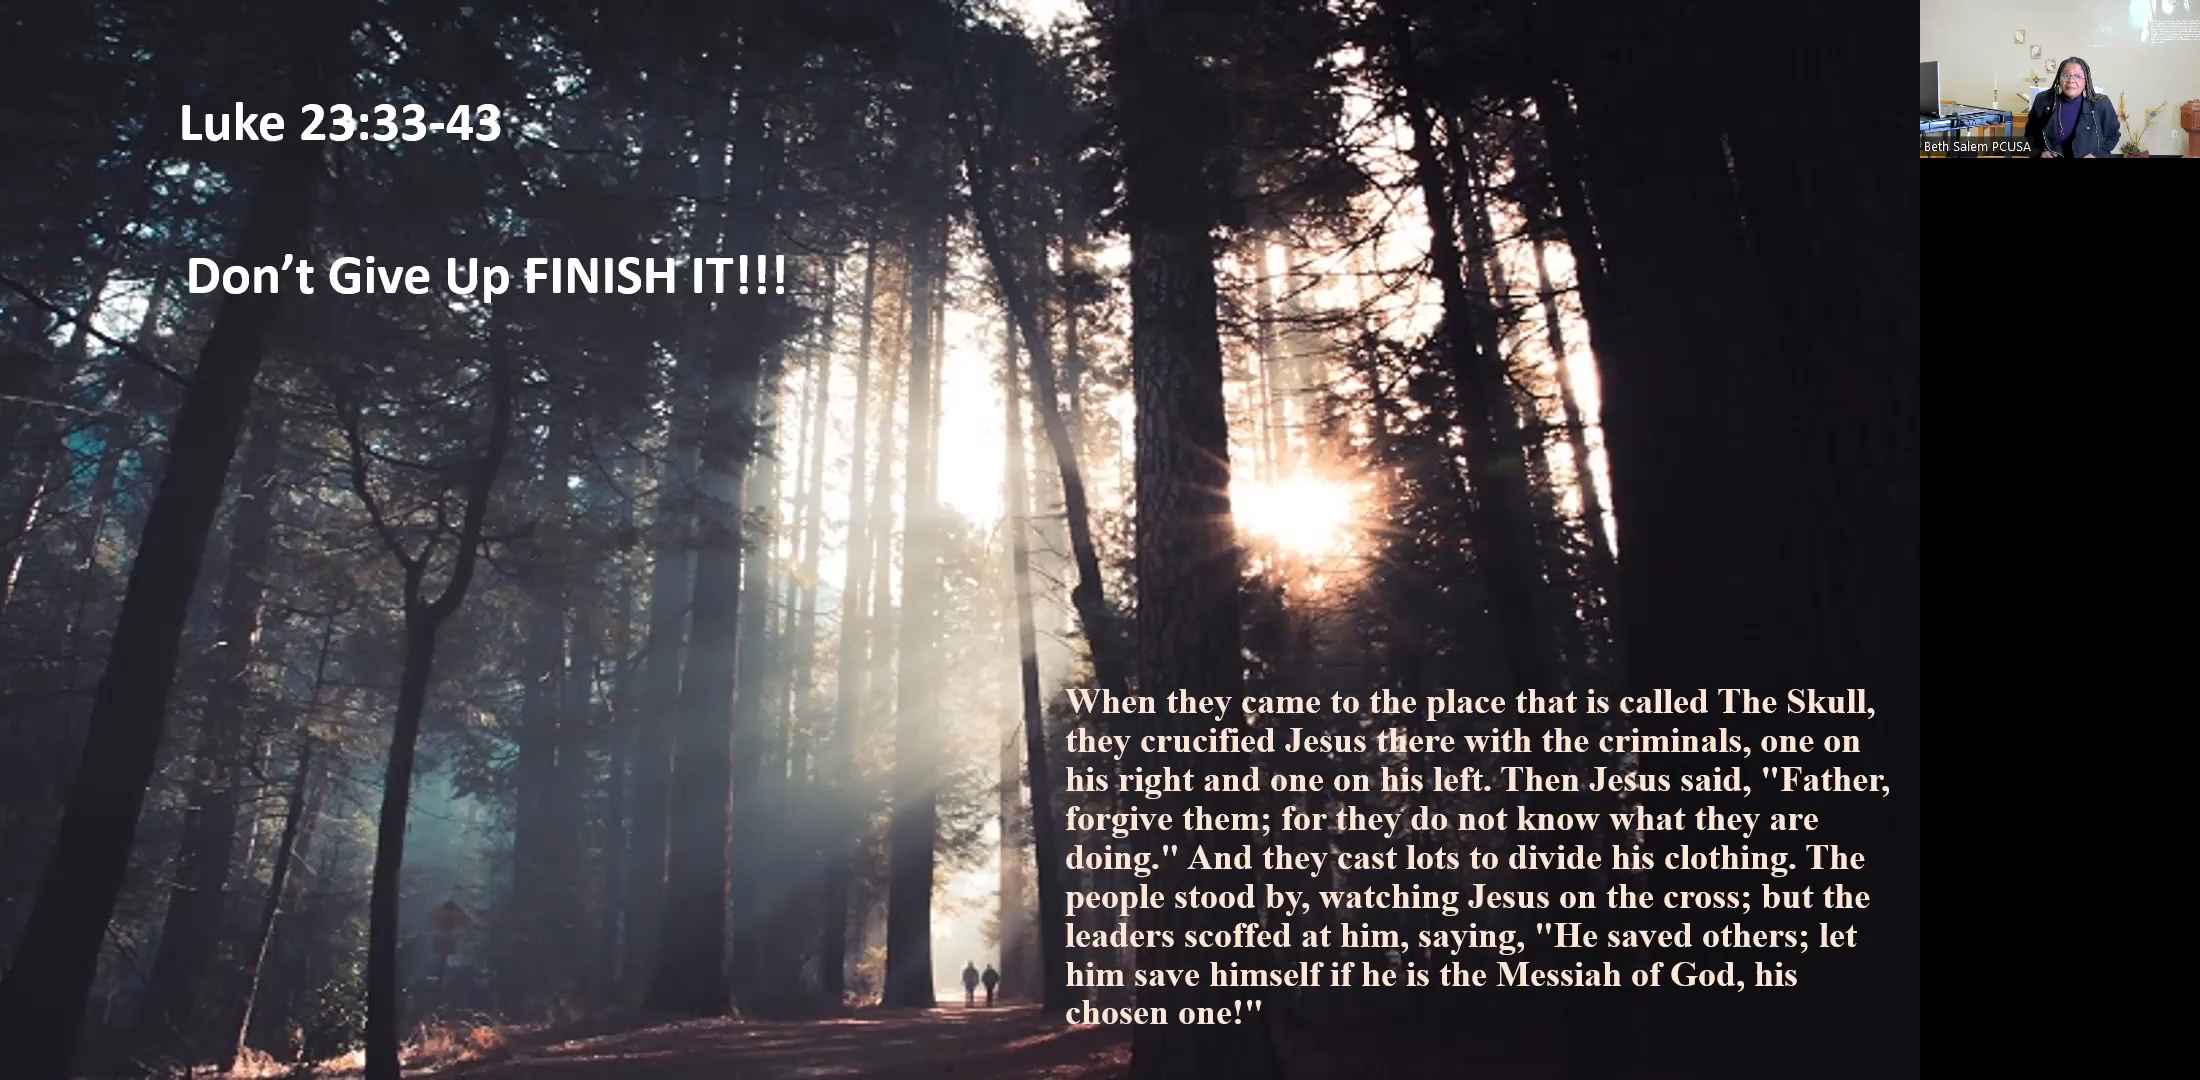 Luke 23:33-43
Don’t Give Up FINISH IT!!!
When they came to the place that is called The Skull,
they crucified Jesus there with the criminals, one on
his right and one on his left. Then Jesus said, "Father,
forgive them; for they do not know what they are
doing." And they cast lots to divide his clothing. The
people stood by, watching Jesus on the cross; but the
leaders scoffed at him, saying, "He saved others; let
him save himself if he is the Messiah of God, his
chosen one!"
Beth Salem PCUSA